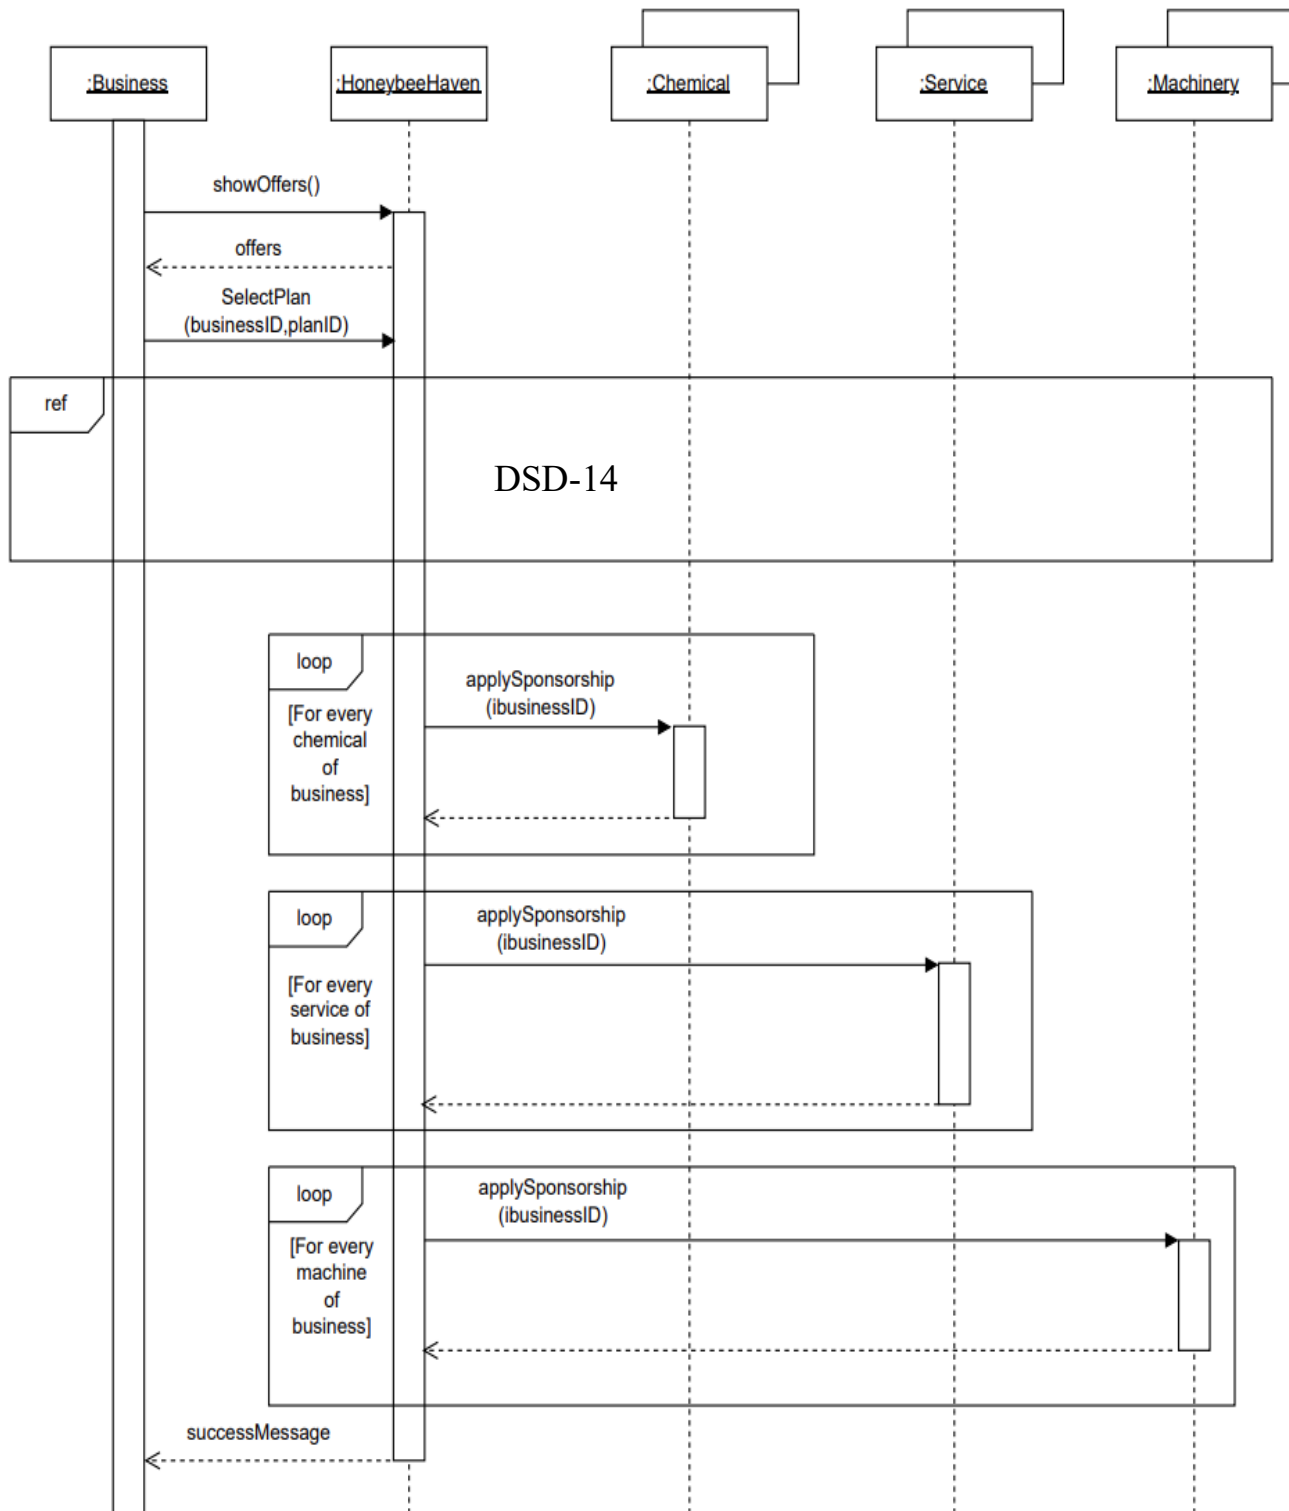 :Business
:HoneybeeHaven
:Chemical
:Service
:Machinery
showOffers()
offers
SelectPlan
(businessID,planID)
ref
DSD-14
loop
applySponsorship
(ibusinessID)
[For every
chemical
of
business]
loop
applySponsorship
(ibusinessID)
[For every
service of
business]
loop
applySponsorship
(ibusinessID)
[For every
machine
of
business]
successMessage